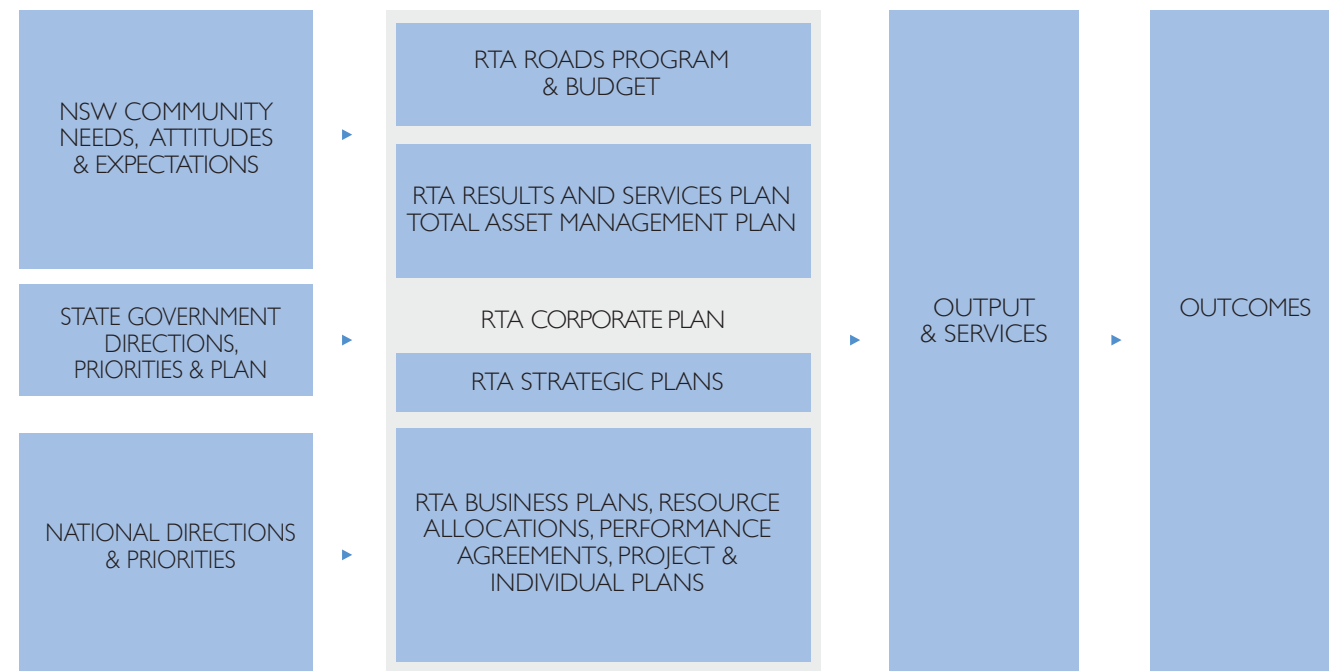 NSW COMMUNITY
NEEDS, ATTITUDES
& EXPECTATIONS
STATE GOVERNMENT
DIRECTIONS,
PRIORITIES & PLAN
NATIONAL DIRECTIONS
& PRIORITIES
RTA ROADS PROGRAM
& BUDGET
RTA RESULTS AND SERVICES PLAN
TOTAL ASSET MANAGEMENT PLAN
RTA CORPORATE PLAN
RTA STRATEGIC PLANS
RTA BUSINESS PLANS, RESOURCE
ALLOCATIONS, PERFORMANCE
AGREEMENTS, PROJECT &
INDIVIDUAL PLANS
OUTPUT
& SERVICES
OUTCOMES